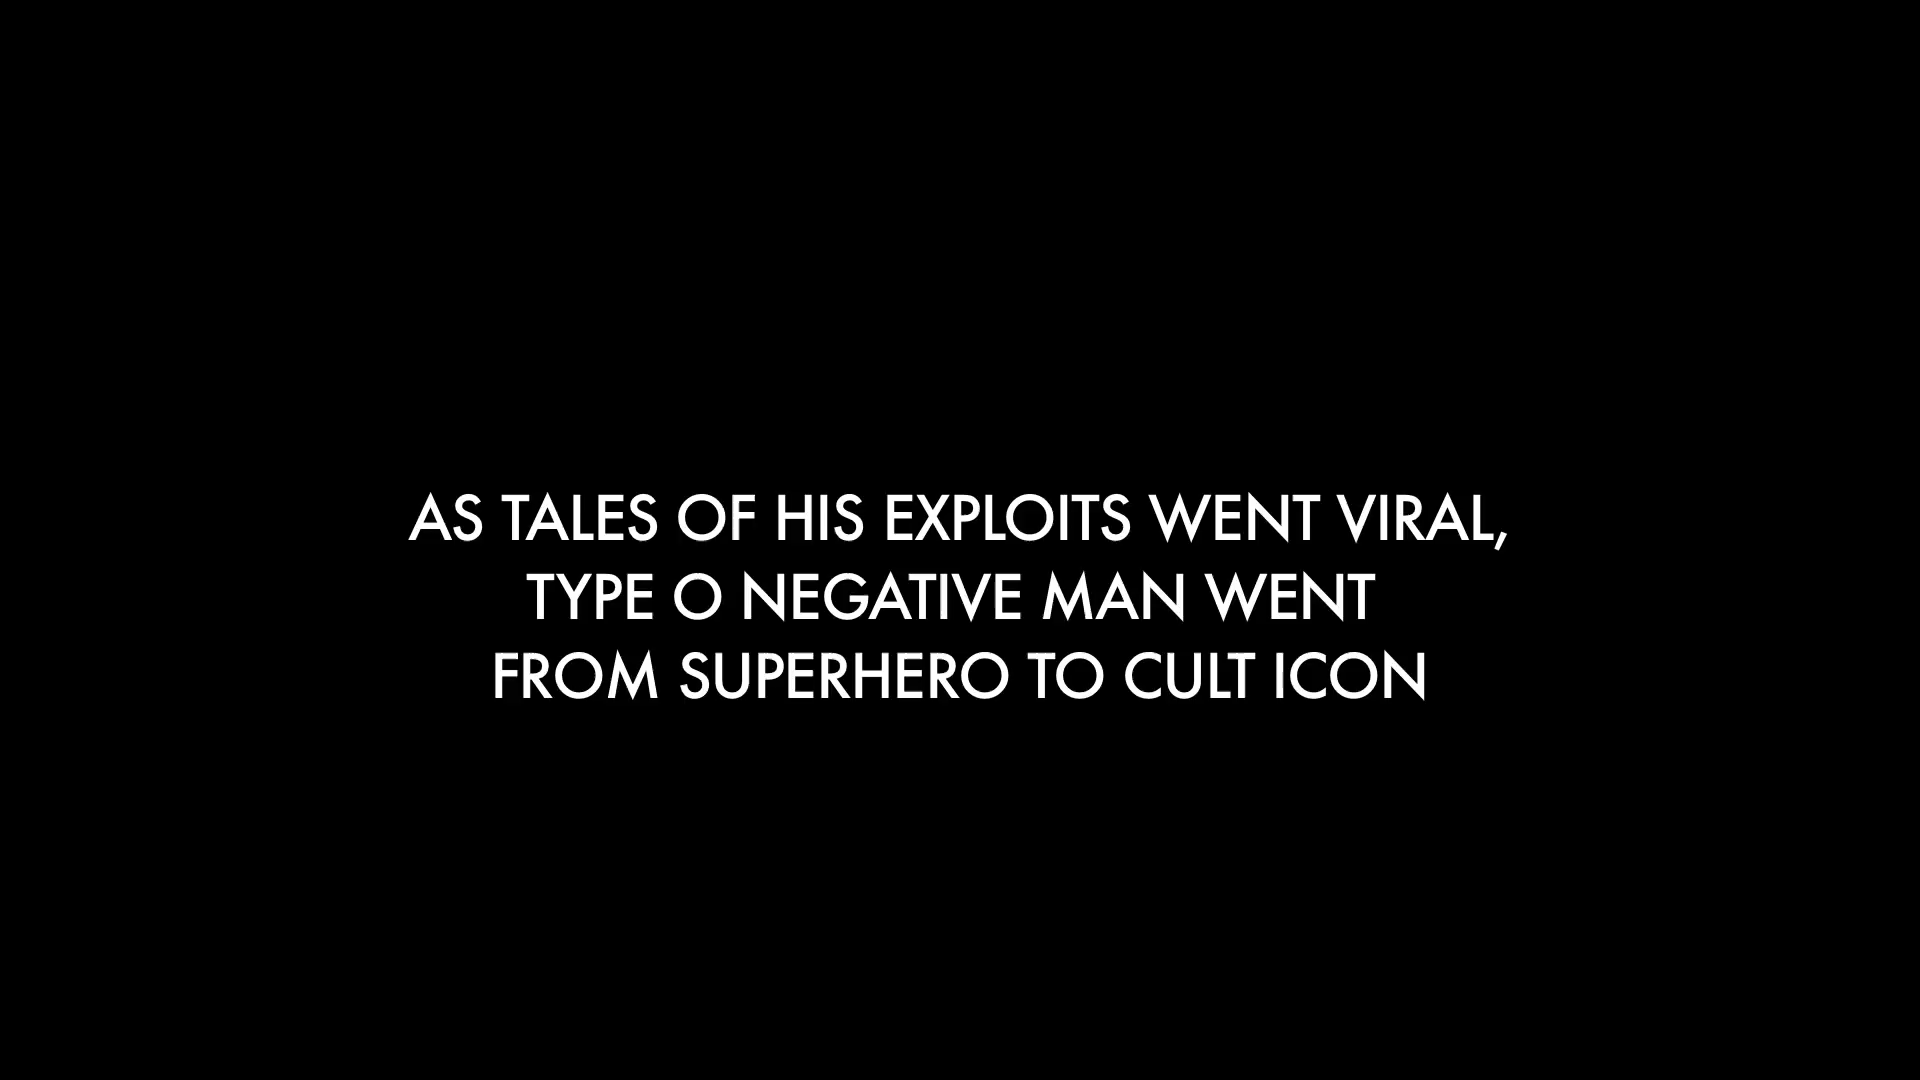 AS TALES OF HIS EXPLOITS WENT VIRAL,
TYPE O NEGATIVE MAN WENT
FROM SUPERHERO TO CULT ICON